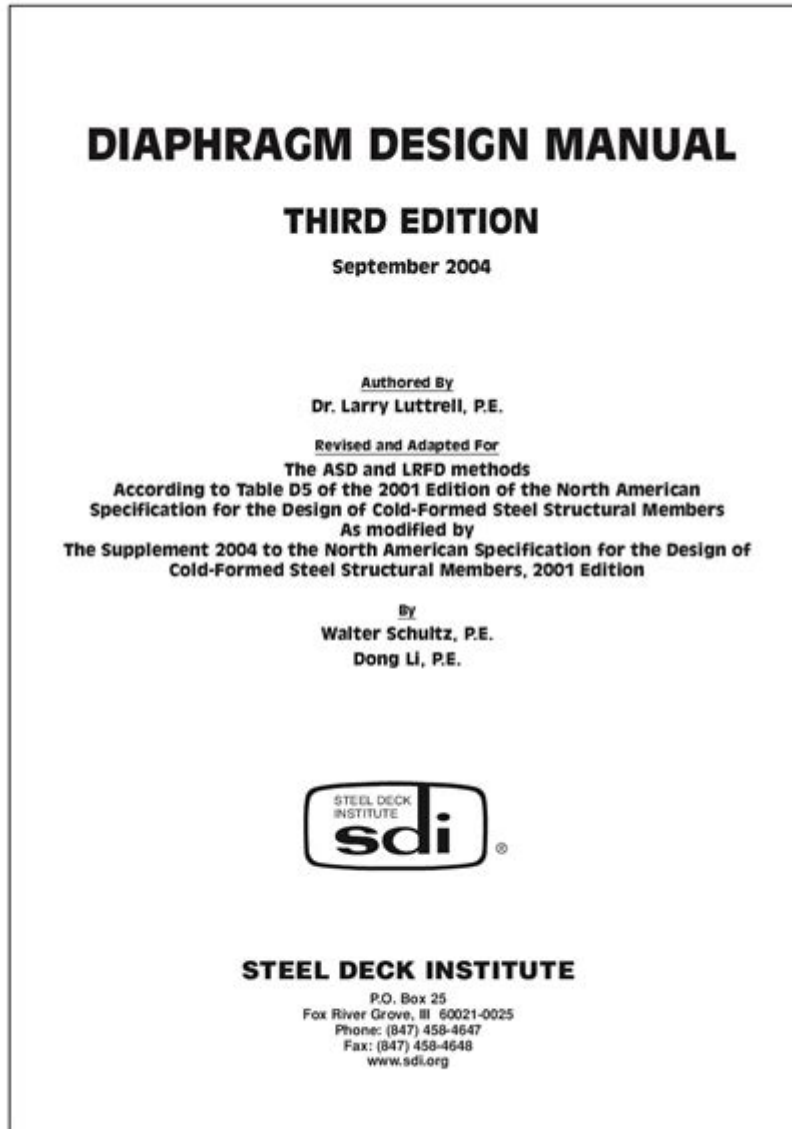 DIAPHRAGM DESIGN MANUAL
THIRD EDITION
September 2004
Authored By
Dr. Larry Luttrell, P.E.
Revised and Adapted For
The ASD and LRFD methods
According to Table D5 of the 2001 Edition of the North American
Specification for the Design of Cold-Formed Steel Structural Members
As modified by
The Supplement 2004 to the North American Specification for the Design of
Cold-Formed Steel Structural Members, 2001 Edition
By
Walter Schultz, P.E.
Dong Li, P.E.
STEEL DECK
INSTITUTE
sdi ®
STEEL DECK INSTITUTE
P.O. Box 25
Fox River Grove, Ill 60021-0025
Phone: (847) 458-4647
Fax: (847) 458-4648
www.sdi.org